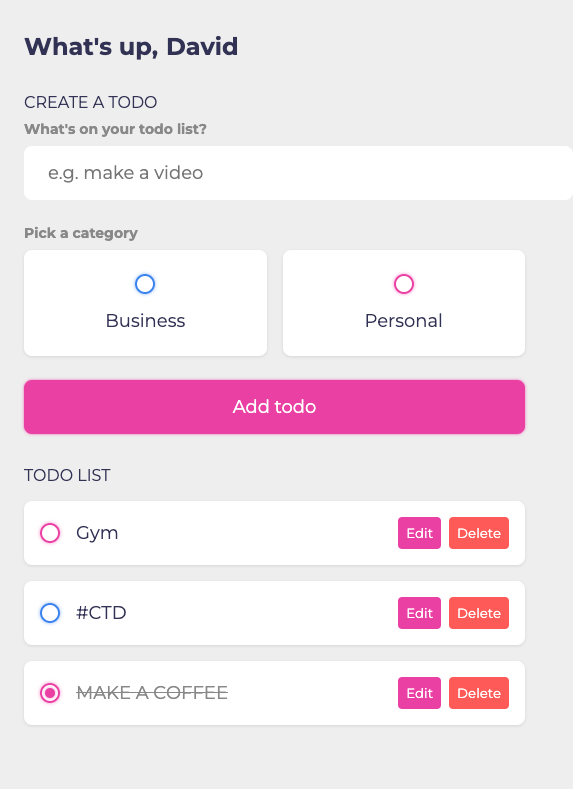 What's up, David
CREATE A TODO
What's on your todo list?
e.g. make a video
Pick a category
Business Personal
Add todo
TODO LIST
Gym Edit Delete
#CTD Edit Delete
MAKE A COFFEE Edit Delete